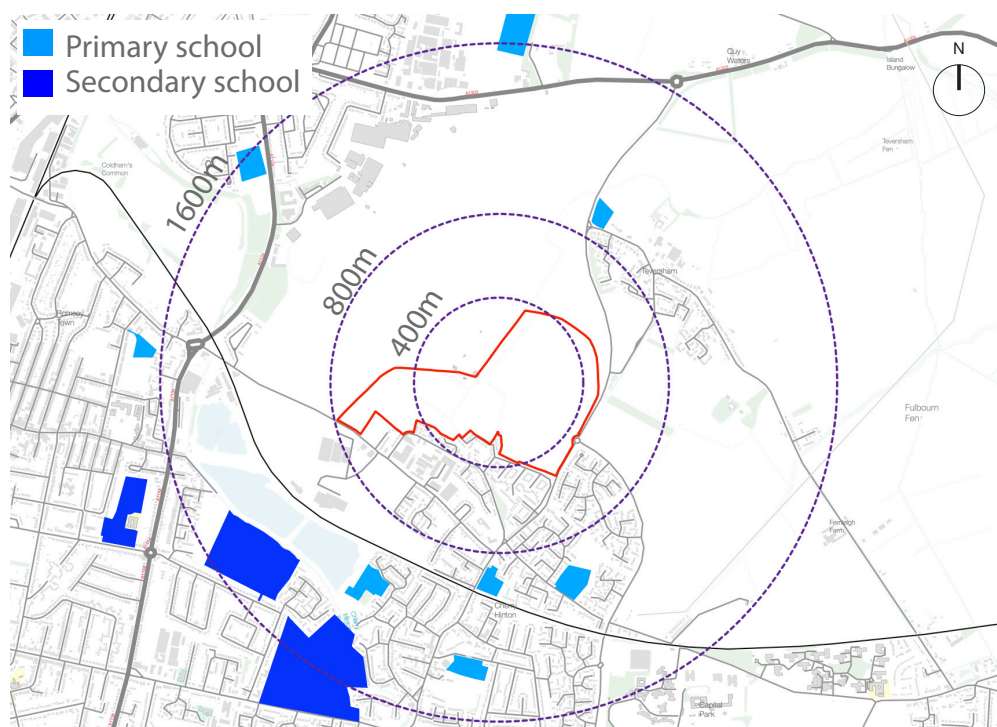 Primary school
Secondary school
N
Quy
Waters
Island
Bungalow
Teversham
Fen
Coldham's
Common
1600m
800m
400m
Teversham
Romsey
Town
Fulbourn
Fen
Fernleigh
Farm
Cherry
Hinton
Capital
Park